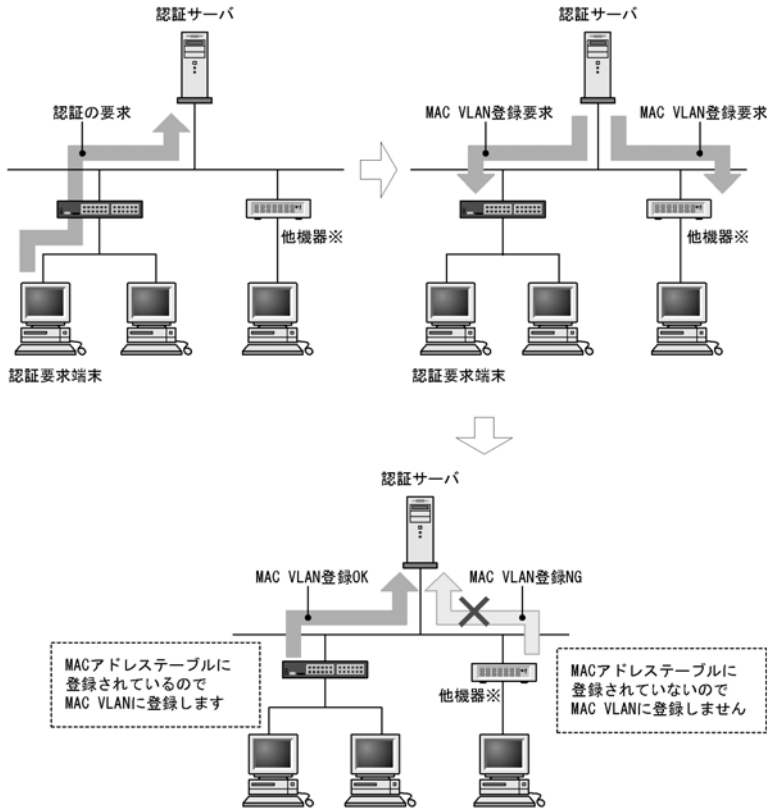 認証サーバ
認証の要求
他機器※
認証要求端末
認証サーバ
MAC VLAN登録要求
MAC VLAN登録要求
他機器※
認証要求端末
認証サーバ
MAC VLAN登録OK
MAC VLAN登録NG
MACアドレステーブルに
登録されているので
MAC VLANに登録します
他機器※
MACアドレステーブルに
登録されていないので
MAC VLANに登録しません